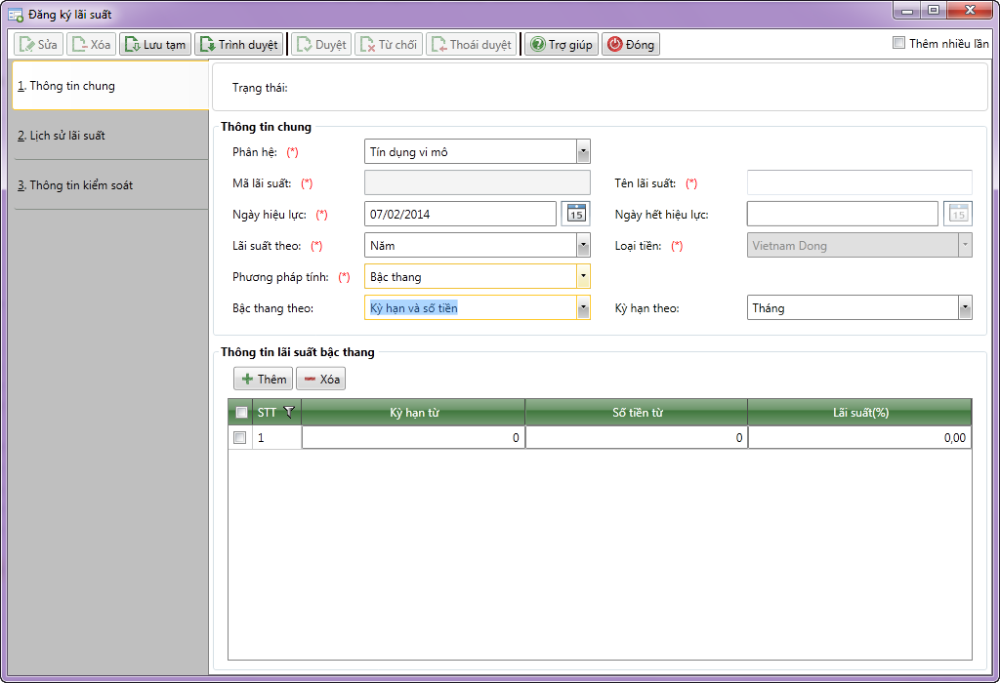 Đăng ký lãi suất
Sửa Xóa Lưu tạm Trình duyệt Duyệt Từ chối Thoái duyệt Trợ giúp Đóng Thêm nhiều lần
1. Thông tin chung
2. Lịch sử lãi suất
3. Thông tin kiểm soát
Trạng thái:
Thông tin chung
Phân hệ: (*) Tín dụng vi mô
Mã lãi suất: (*) Tên lãi suất: (*)
Ngày hiệu lực: (*) 07/02/2014 15 Ngày hết hiệu lực: 15
Lãi suất theo: (*) Năm Loại tiền: (*) Vietnam Dong
Phương pháp tính: (*) Bậc thang
Bậc thang theo: Kỳ hạn và số tiền Kỳ hạn theo: Tháng
Thông tin lãi suất bậc thang
Thêm Xóa
STT Kỳ hạn từ Số tiền từ Lãi suất(%)
1 0 0 0,00